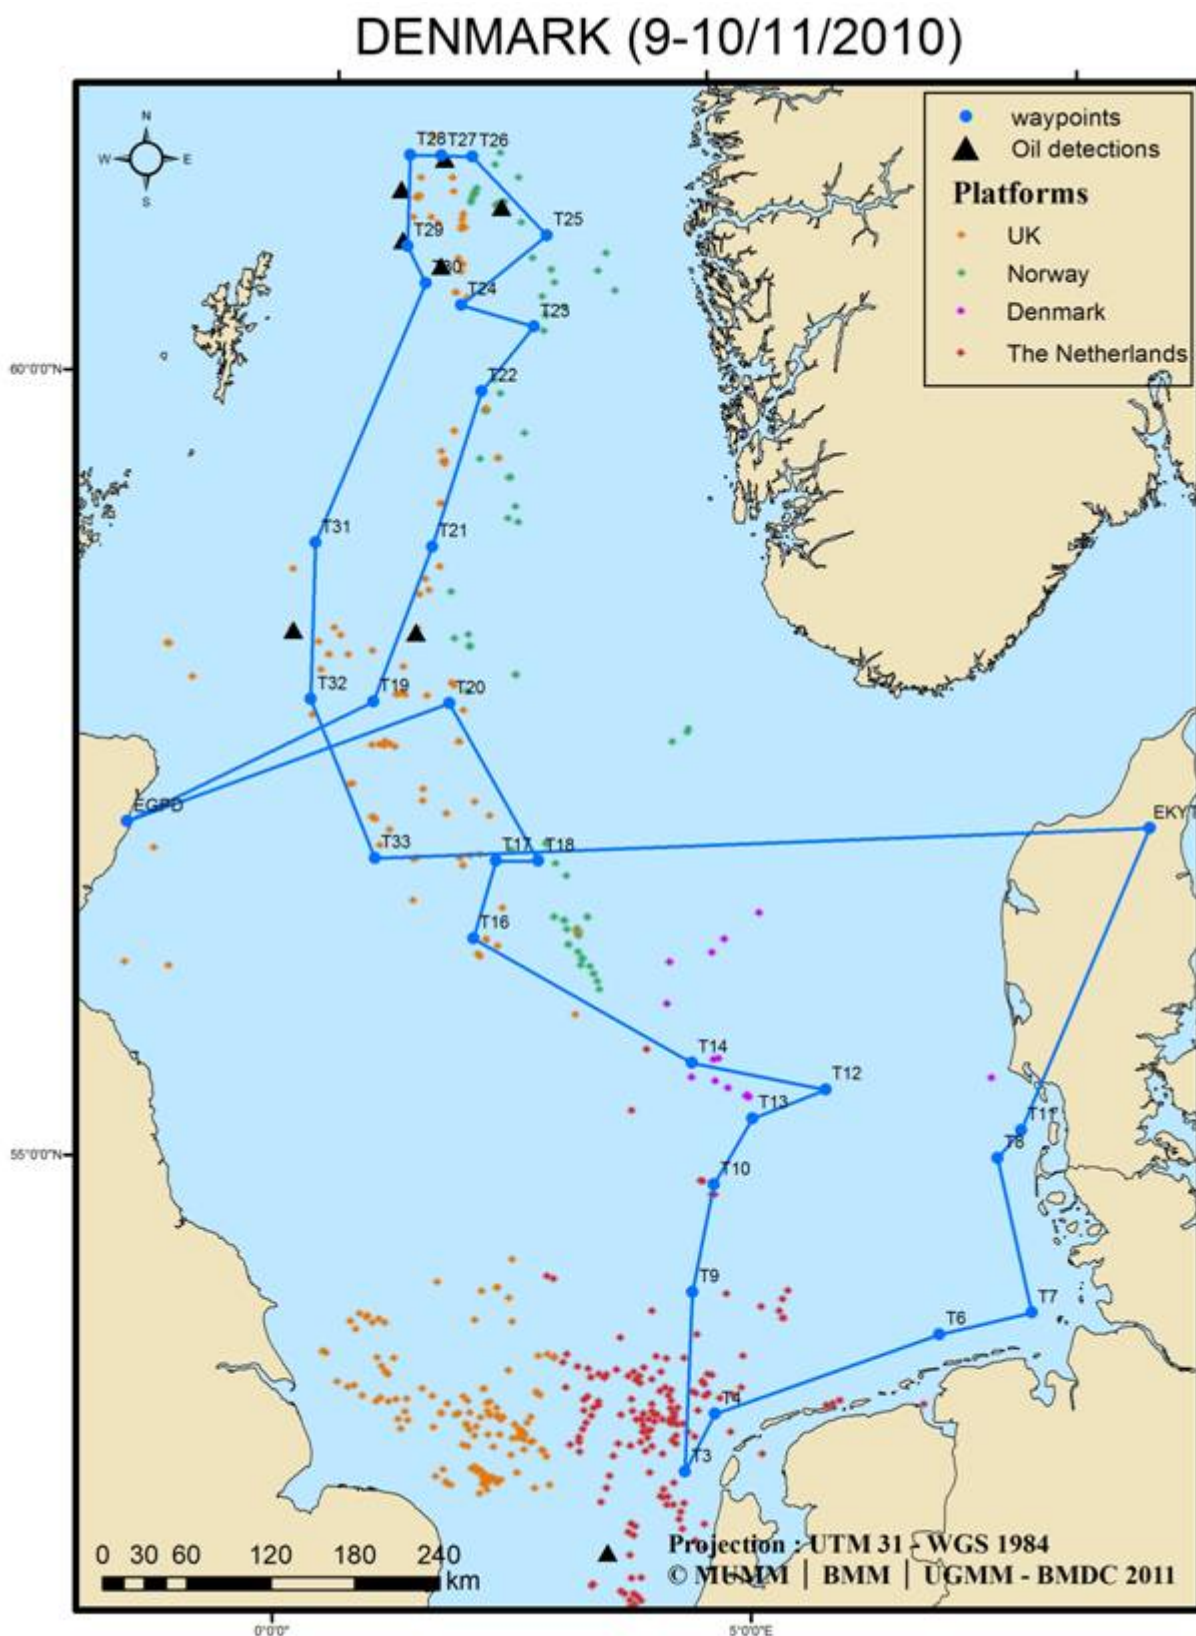 DENMARK (9-10/11/2010)
N
W E
S
waypoints
Oil detections
Platforms
UK
Norway
Denmark
The Netherlands
T28 T27 T26
T25
T29
T30
T24
T23
60°0'0"N
T22
T31
T21
T32
T19
T20
EGPD
EKYT
T33
T17
T18
T16
T14
T12
T13
T11
T8
55°0'0"N
T10
T9
T7
T6
T4
T3
Projection : UTM 31 - WGS 1984
0 30 60 120 180 240
km
© MUMM | BMM | UGMM - BMDC 2011
0°0'0"
5°0'0"E